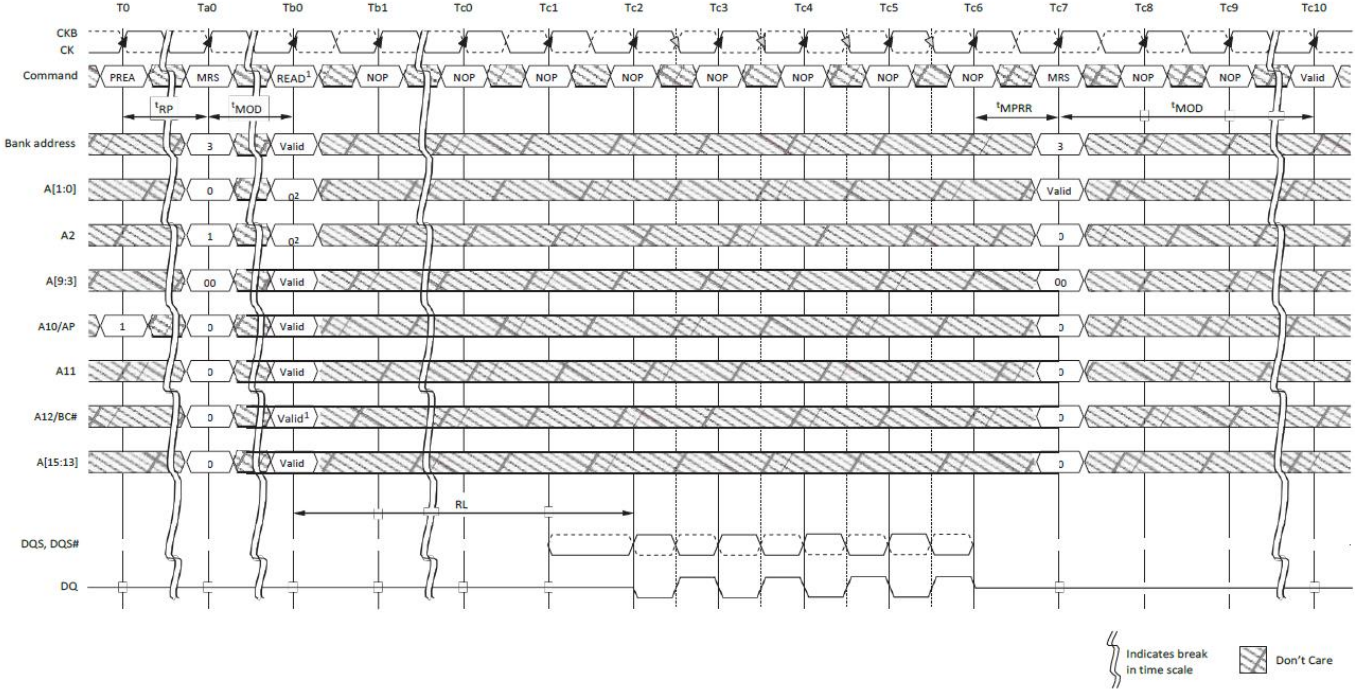 T0 Ta0 Tb0 Tb1 Tc0 Tc1 Tc2 Tc3 Tc4 Tc5 Tc6 Tc7 Tc8 Tc9 Tc10
CKB
CK
Command PREA MRS READ¹ NOP NOP NOP NOP NOP NOP NOP NOP MRS NOP NOP Valid
tRP tMOD tMPRR tMOD
Bank address 3 Valid 3
A[1:0] 0 0² Valid
A2 1 0² 0
A[9:3] 00 Valid 00
A10/AP 1 0 Valid 0
A11 0 Valid 0
A12/BC# 0 Valid¹ 0
A[15:13] 0 Valid 0
RL
DQS, DQS#
DQ
Indicates break
in time scale
Don't Care